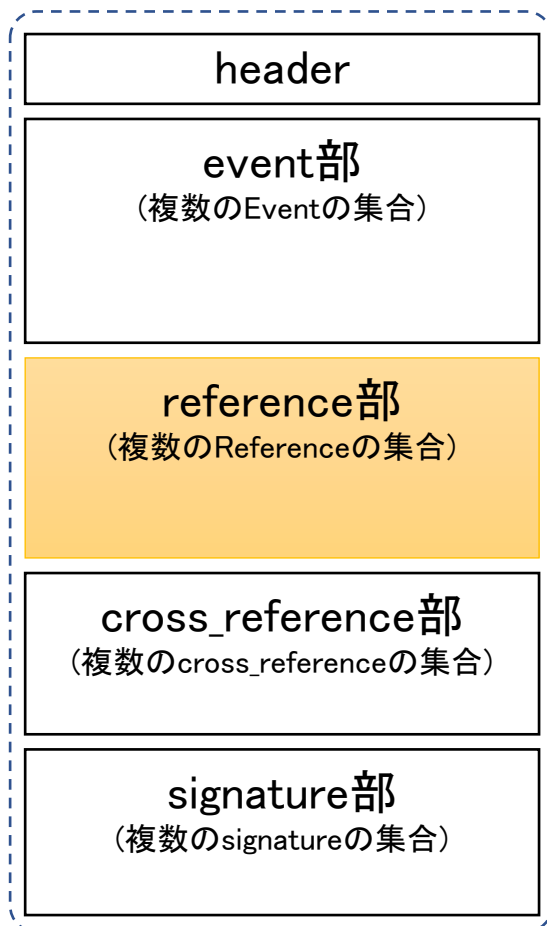 header
event部
(複数のEventの集合)
reference部
(複数のReferenceの集合)
cross_reference部
(複数のcross_referenceの集合)
signature部
(複数のsignatureの集合)